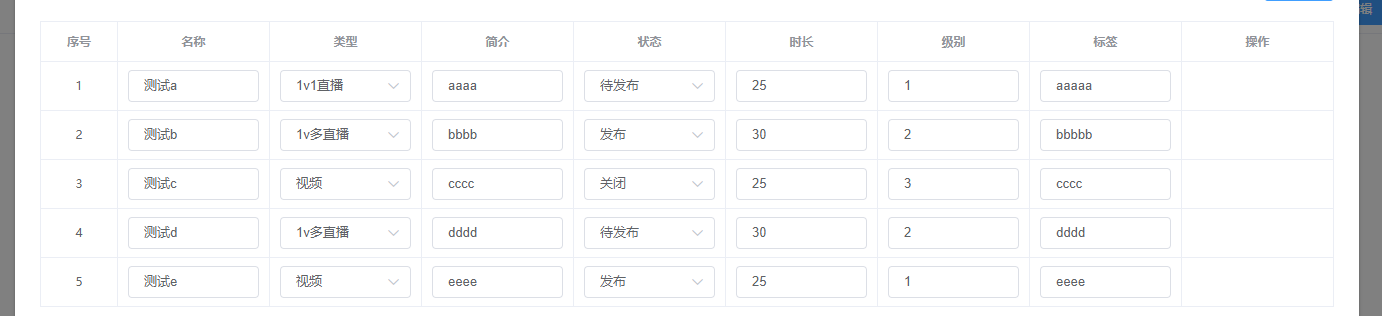 辑
序号 名称 类型 简介 状态 时长 级别 标签 操作
1 测试a 1v1直播 aaaa 待发布 25 1 aaaaa
2 测试b 1v多直播 bbbb 发布 30 2 bbbbb
3 测试c 视频 cccc 关闭 25 3 cccc
4 测试d 1v多直播 dddd 待发布 30 2 dddd
5 测试e 视频 eeee 发布 25 1 eeee